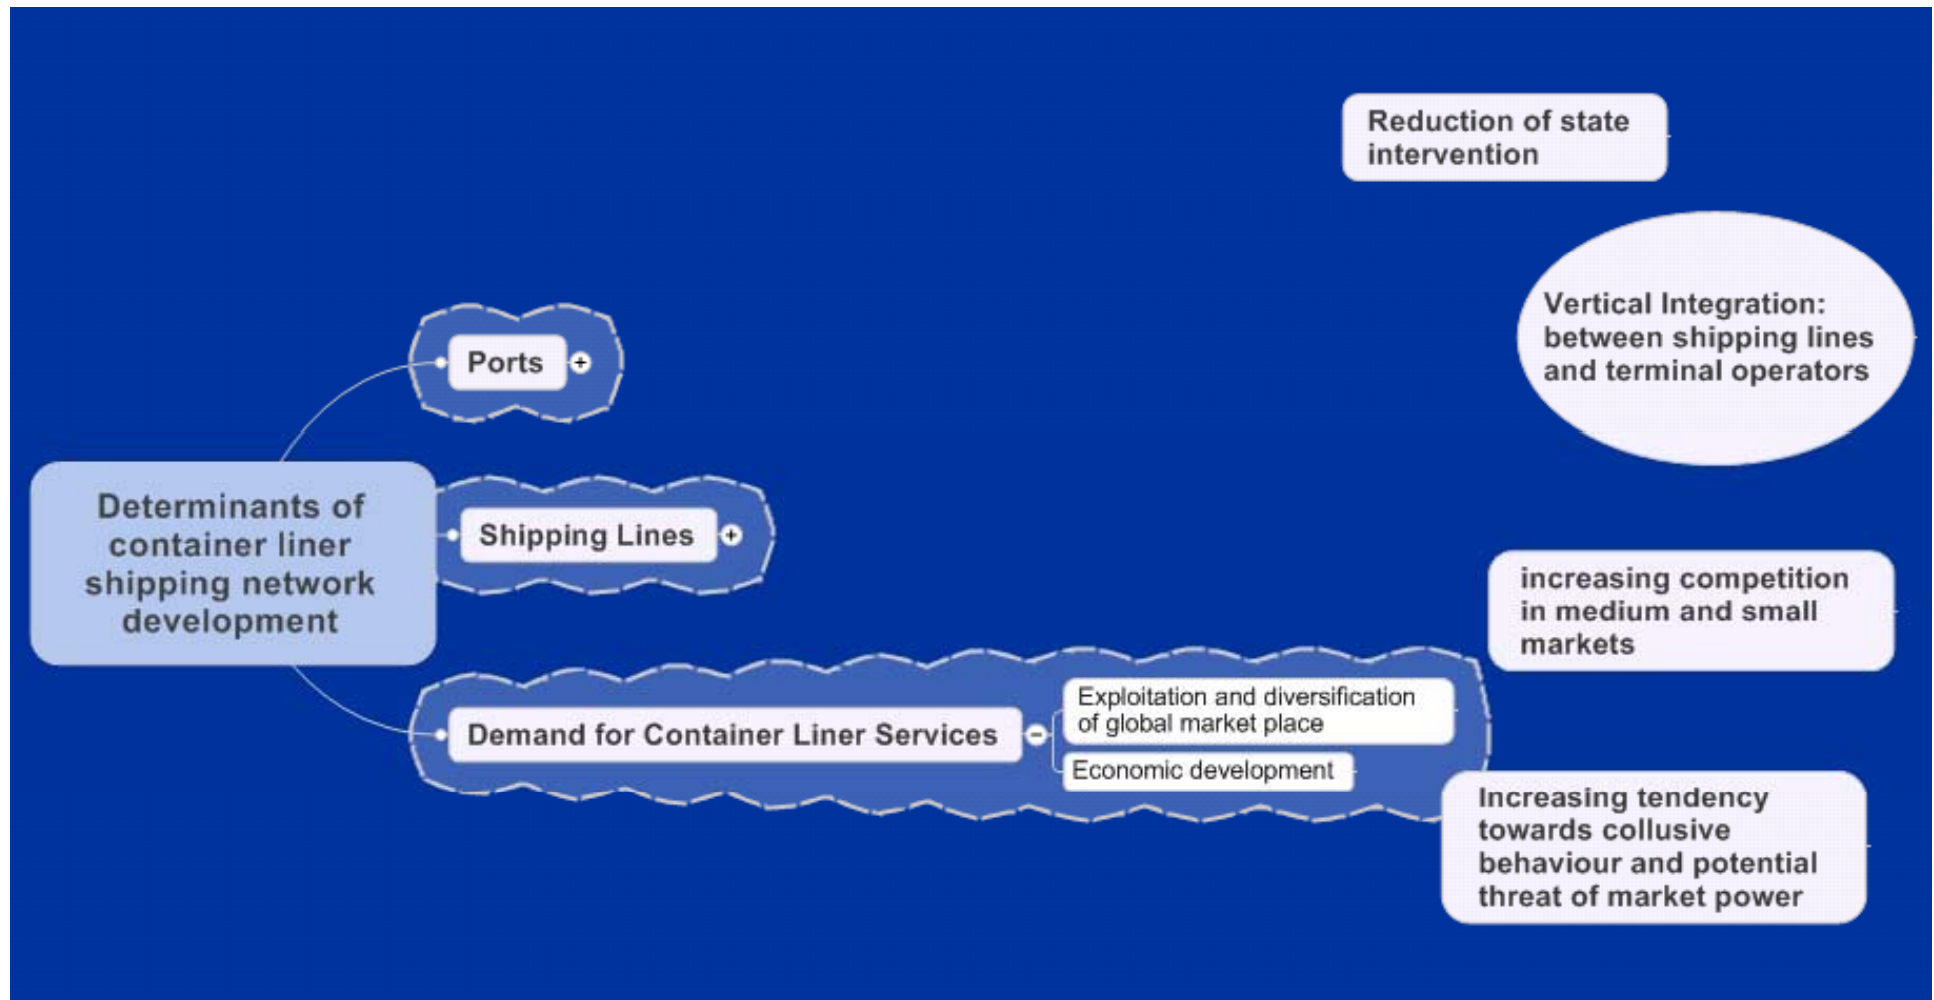 Reduction of state
intervention
Vertical Integration:
between shipping lines
and terminal operators
Ports
Determinants of
container liner
shipping network
development
Shipping Lines
increasing competition
in medium and small
markets
Demand for Container Liner Services
Exploitation and diversification
of global market place
Economic development
Increasing tendency
towards collusive
behaviour and potential
threat of market power